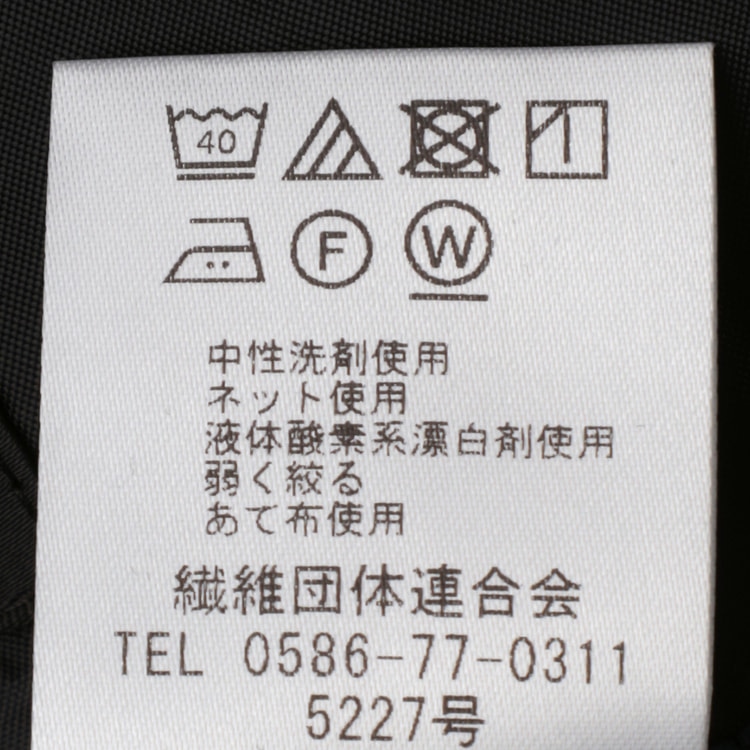 40
F W
中性洗剤使用
ネット使用
液体酸素系漂白剤使用
弱く絞る
あて布使用
繊維団体連合会
TEL 0586-77-0311
5227号